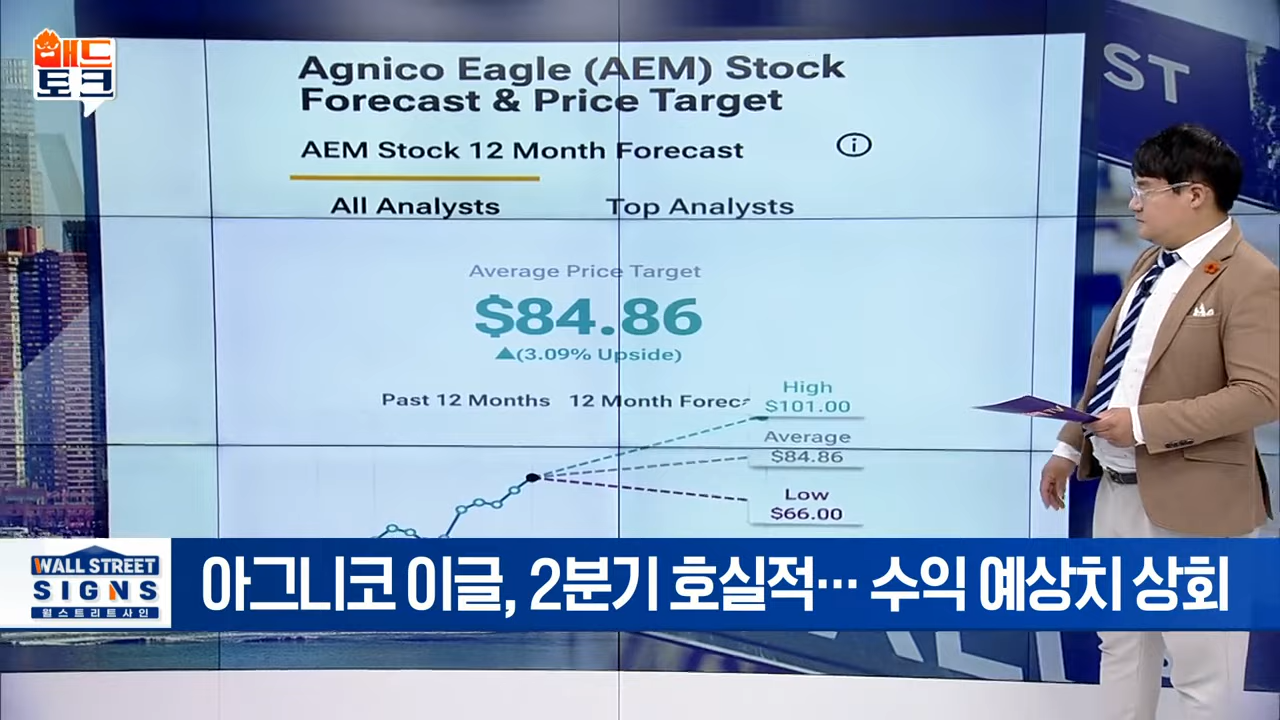 매드
토크
ST
Agnico Eagle (AEM) Stock
Forecast & Price Target
AEM Stock 12 Month Forecast
All Analysts Top Analysts
Average Price Target
$84.86
▲(3.09% Upside)
Past 12 Months 12 Month Foreca
High
$101.00
Average
$84.86
Low
$66.00
WALL STREET
SIGNS
월스트리트사인
아그니코 이글, 2분기 호실적… 수익 예상치 상회